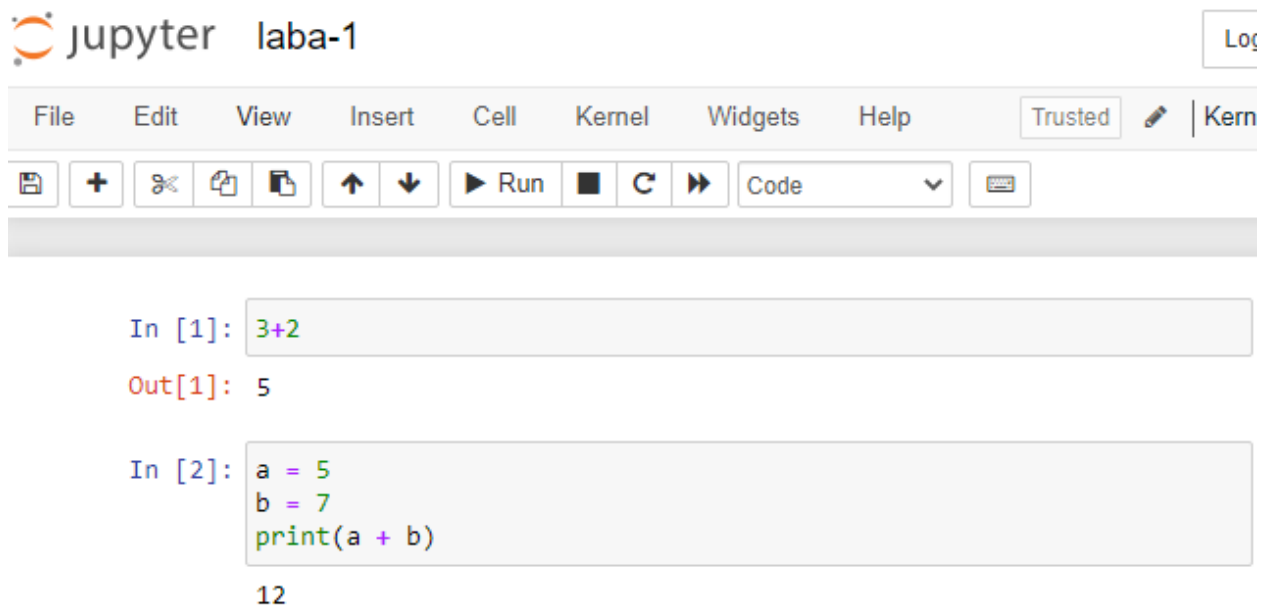 jupyter laba-1
Log
File Edit View Insert Cell Kernel Widgets Help Trusted Kern
Run Code
In [1]: 3+2
Out[1]: 5
In [2]: a = 5
b = 7
print(a + b)
12